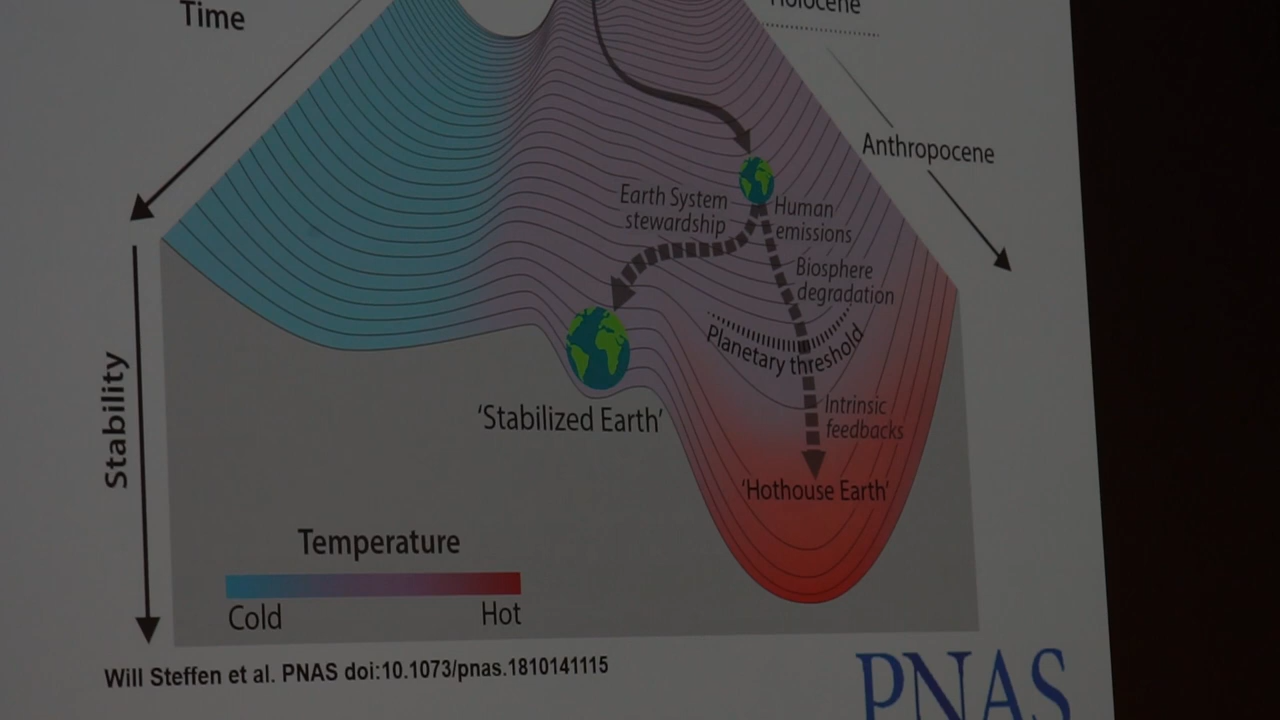 Time
Holocene
Anthropocene
Earth System
stewardship
Human
emissions
Biosphere
degradation
Planetary threshold
Stability
'Stabilized Earth'
Intrinsic
feedbacks
'Hothouse Earth'
Temperature
Cold
Hot
Will Steffen et al. PNAS doi:10.1073/pnas.1810141115
PNAS